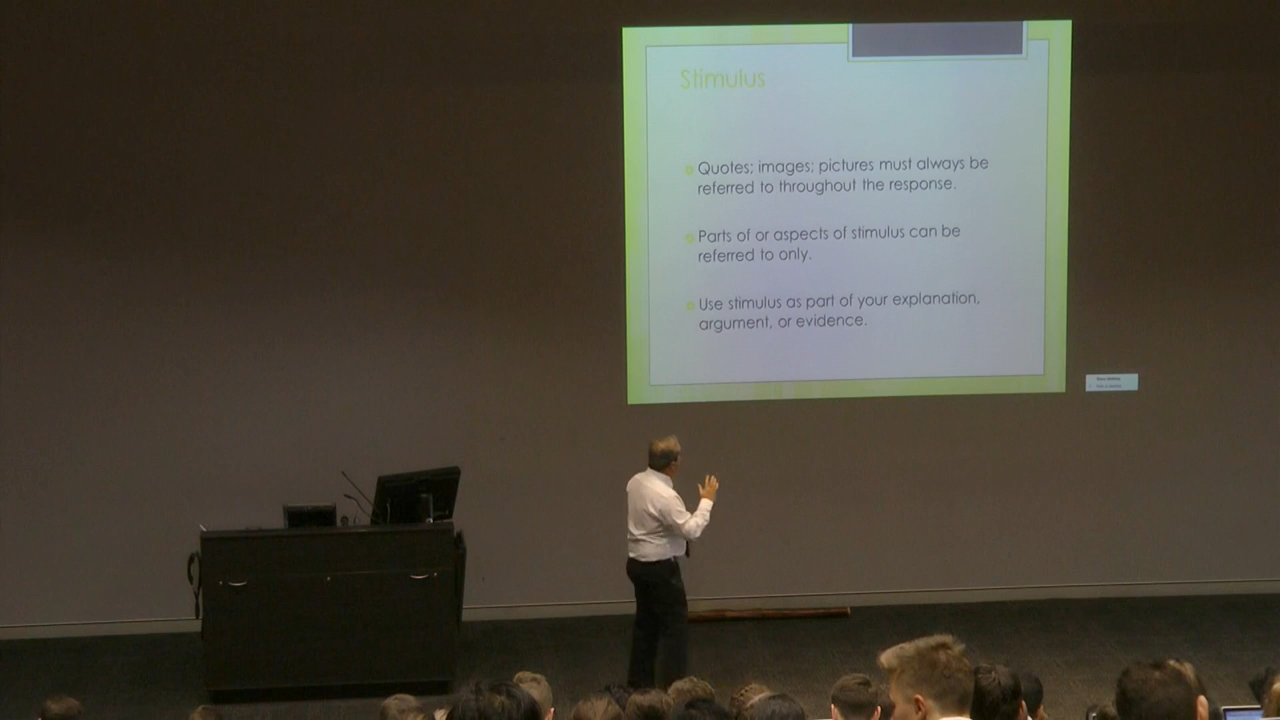 Stimulus
Quotes; images; pictures must always be
referred to throughout the response.
Parts of or aspects of stimulus can be
referred to only.
Use stimulus as part of your explanation,
argument, or evidence.